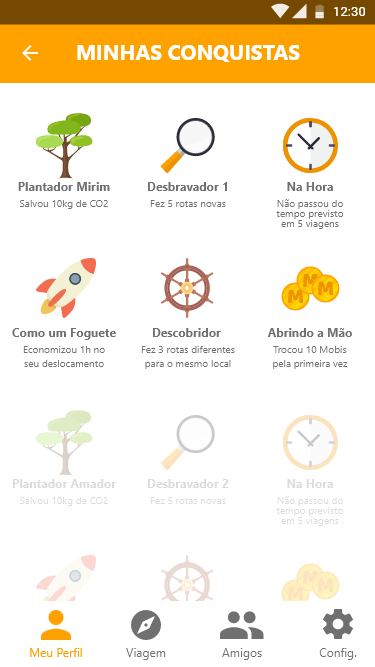 12:30
MINHAS CONQUISTAS
Plantador Mirim
Salvou 10kg de CO2
Desbravador 1
Fez 5 rotas novas
Na Hora
Não passou do
tempo previsto
em 5 viagens
Como um Foguete
Economizou 1h no
seu deslocamento
Descobridor
Fez 3 rotas diferentes
para o mesmo local
M M M
Abrindo a Mão
Trocou 10 Mobis
pela primeira vez
Plantador Amador
Salvou 10kg de CO2
Desbravador 2
Fez 5 rotas novas
Na Hora
Não passou do
tempo previsto
em 5 viagens
M M M
Meu Perfil
Viagem
Amigos
Config.